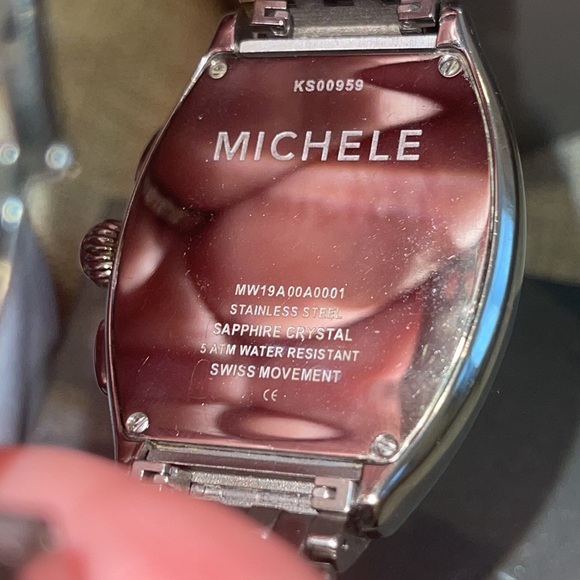 KS00959
MICHELE
MW19A00A0001
STAINLESS STEEL
SAPPHIRE CRYSTAL
5 ATM WATER RESISTANT
SWISS MOVEMENT
CE